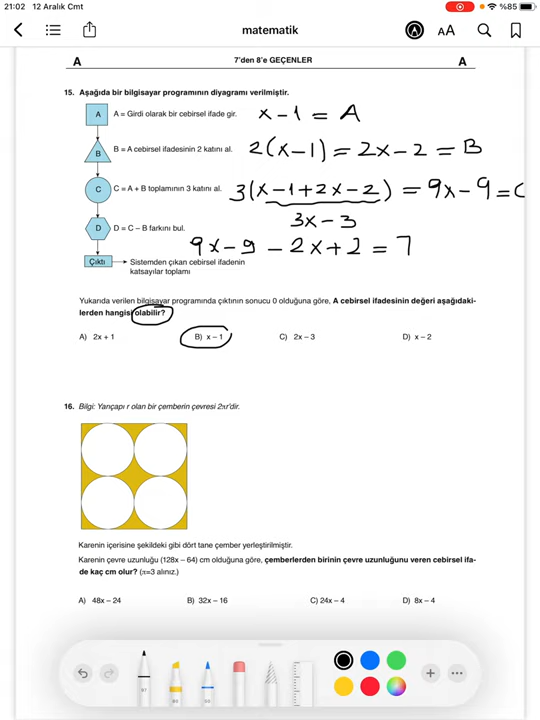 21:02 12 Aralık Cmt %85
matematik
AA
A 7'den 8'e GEÇENLER A
15. Aşağıda bir bilgisayar programının diyagramı verilmiştir.
A A = Girdi olarak bir cebirsel ifade gir. x - 1 = A
B B = A cebirsel ifadesinin 2 katını al. 2(x-1) = 2x-2 = B
C C = A + B toplamının 3 katını al. 3(x-1+2x-2) = 9x-9 = C
3x-3
D D = C – B farkını bul. 9x-9 - 2x+2 = 7
Çıktı Sistemden çıkan cebirsel ifadenin
katsayılar toplamı
Yukarıda verilen bilgisayar programında çıktının sonucu 0 olduğuna göre, A cebirsel ifadesinin değeri aşağıdaki-
lerden hangisi olabilir?
A) 2x + 1 B) x – 1 C) 2x – 3 D) x – 2
16. Bilgi: Yarıçapı r olan bir çemberin çevresi 2πr'dir.
Karenin içerisine şekildeki gibi dört tane çember yerleştirilmiştir.
Karenin çevre uzunluğu (128x – 64) cm olduğuna göre, çemberlerden birinin çevre uzunluğunu veren cebirsel ifa-
de kaç cm olur? (π=3 alınız.)
A) 48x – 24 B) 32x – 16 C) 24x – 4 D) 8x – 4